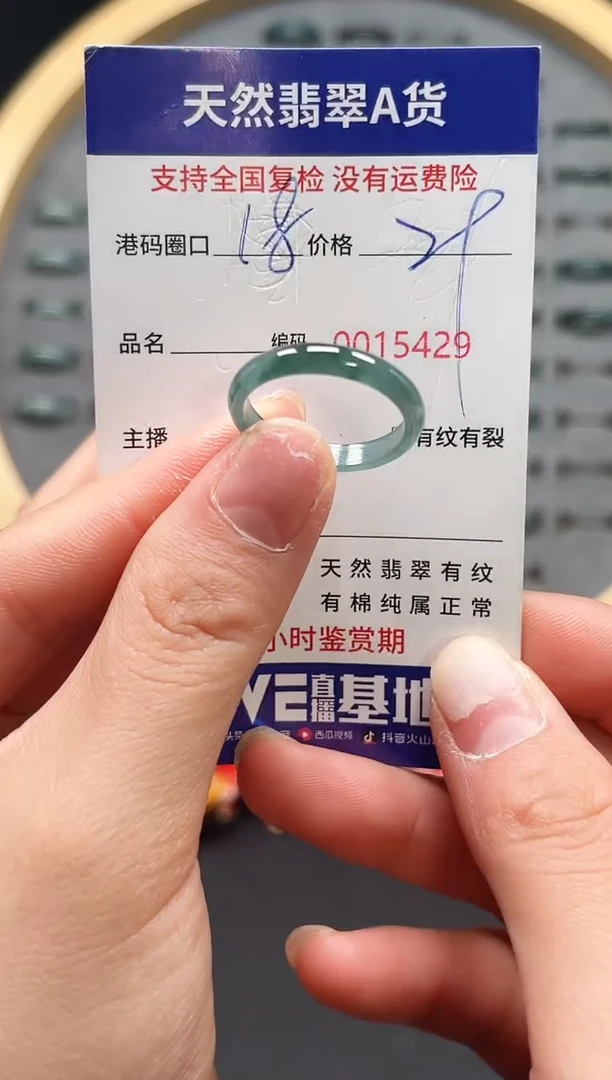 天然翡翠A货
支持全国复检 没有运费险
港码圈口 18 价格 29
品名 编码 0015429
主播 有纹有裂
天然翡翠有纹
有棉纯属正常
小时鉴赏期
VE直播基地
西瓜视频 抖音火山